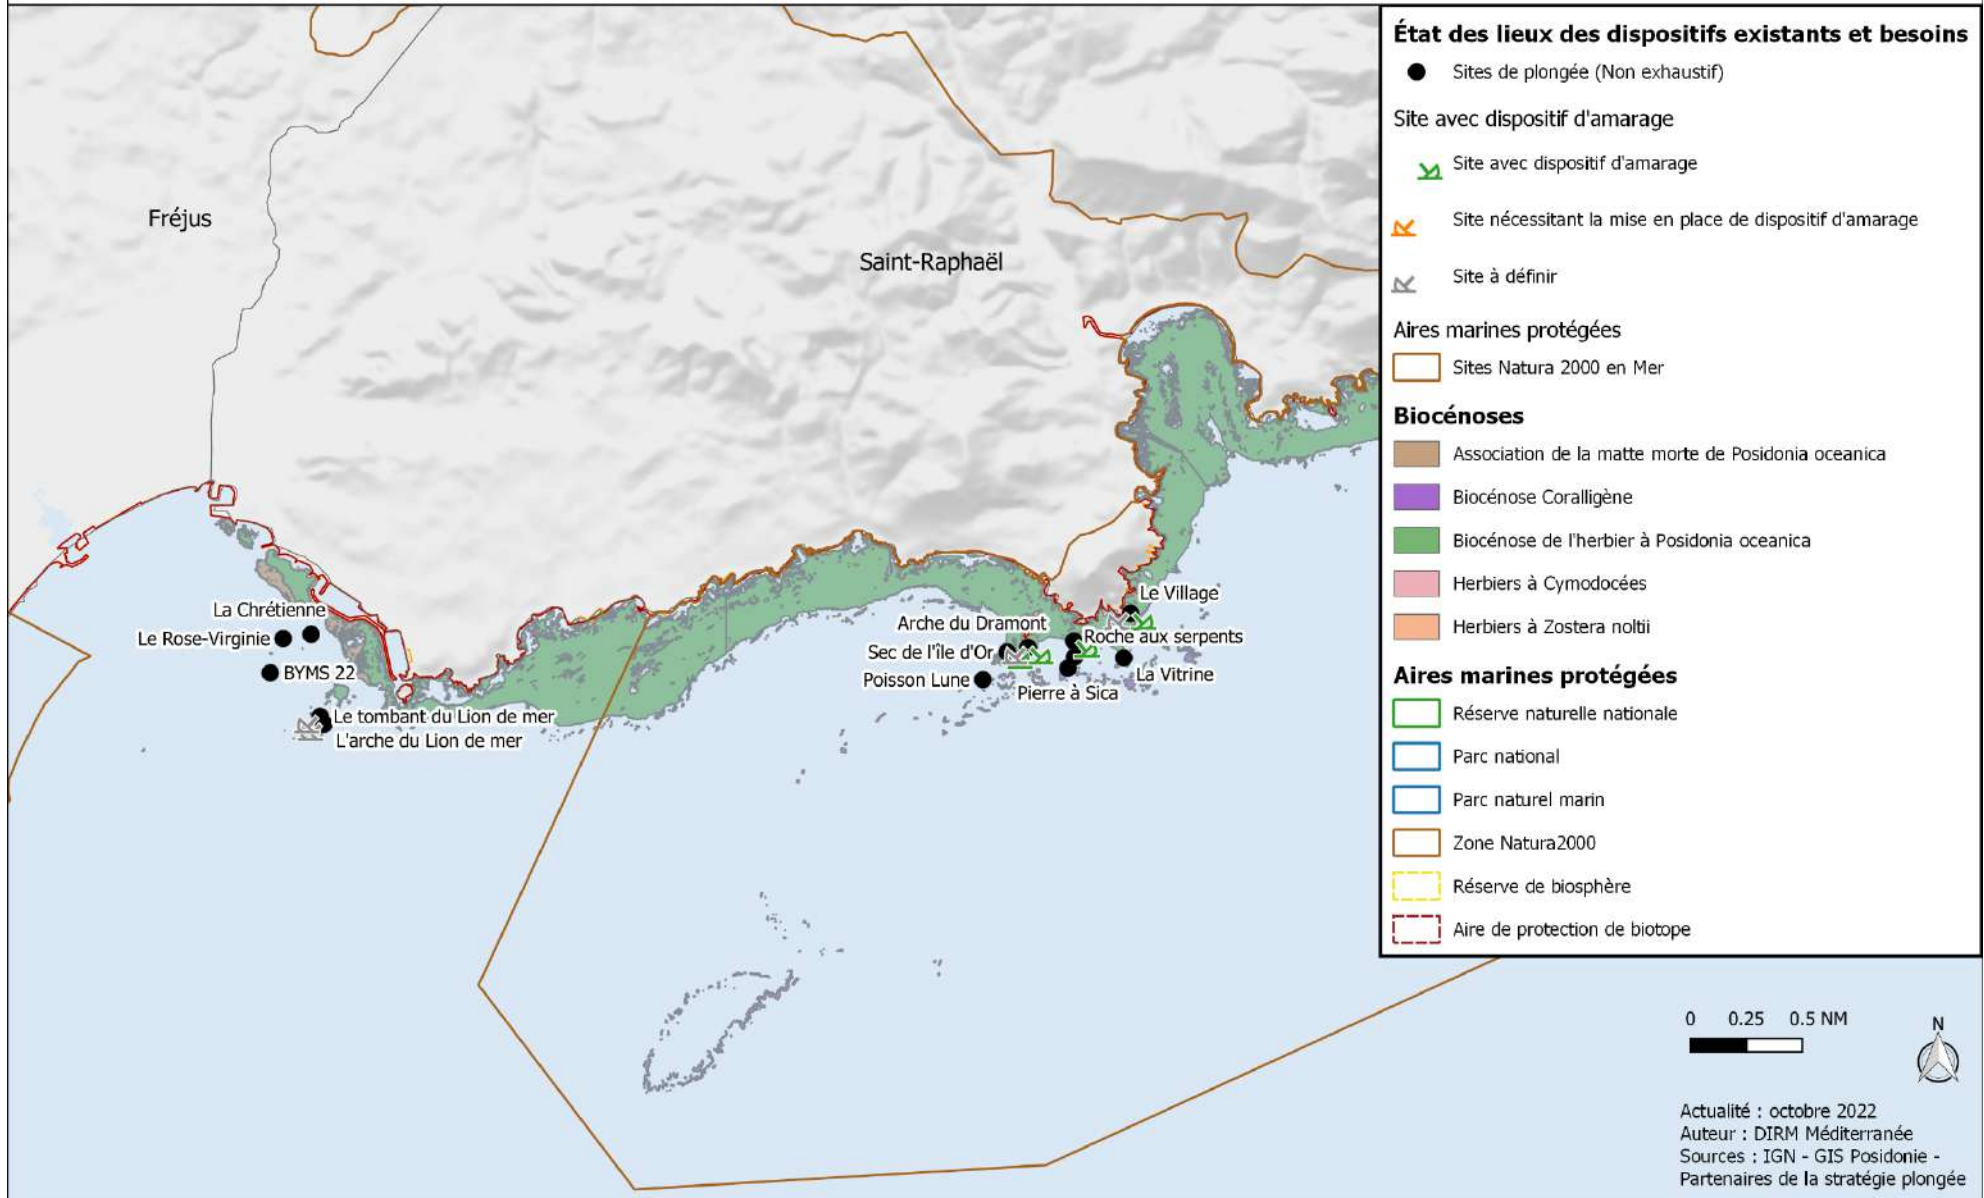 Fréjus
Saint-Raphaël
La Chrétienne
Le Rose-Virginie
BYMS 22
Le tombant du Lion de mer
L'arche du Lion de mer
Le Village
Arche du Dramont
Roche aux serpents
Sec de l'île d'Or
La Vitrine
Poisson Lune
Pierre à Sica
État des lieux des dispositifs existants et besoins
Sites de plongée (Non exhaustif)
Site avec dispositif d'amarage
Site avec dispositif d'amarage
Site nécessitant la mise en place de dispositif d'amarage
Site à définir
Aires marines protégées
Sites Natura 2000 en Mer
Biocénoses
Association de la matte morte de Posidonia oceanica
Biocénose Coralligène
Biocénose de l'herbier à Posidonia oceanica
Herbiers à Cymodocées
Herbiers à Zostera noltii
Aires marines protégées
Réserve naturelle nationale
Parc national
Parc naturel marin
Zone Natura2000
Réserve de biosphère
Aire de protection de biotope
0 0.25 0.5 NM
N
Actualité : octobre 2022
Auteur : DIRM Méditerranée
Sources : IGN - GIS Posidonie -
Partenaires de la stratégie plongée